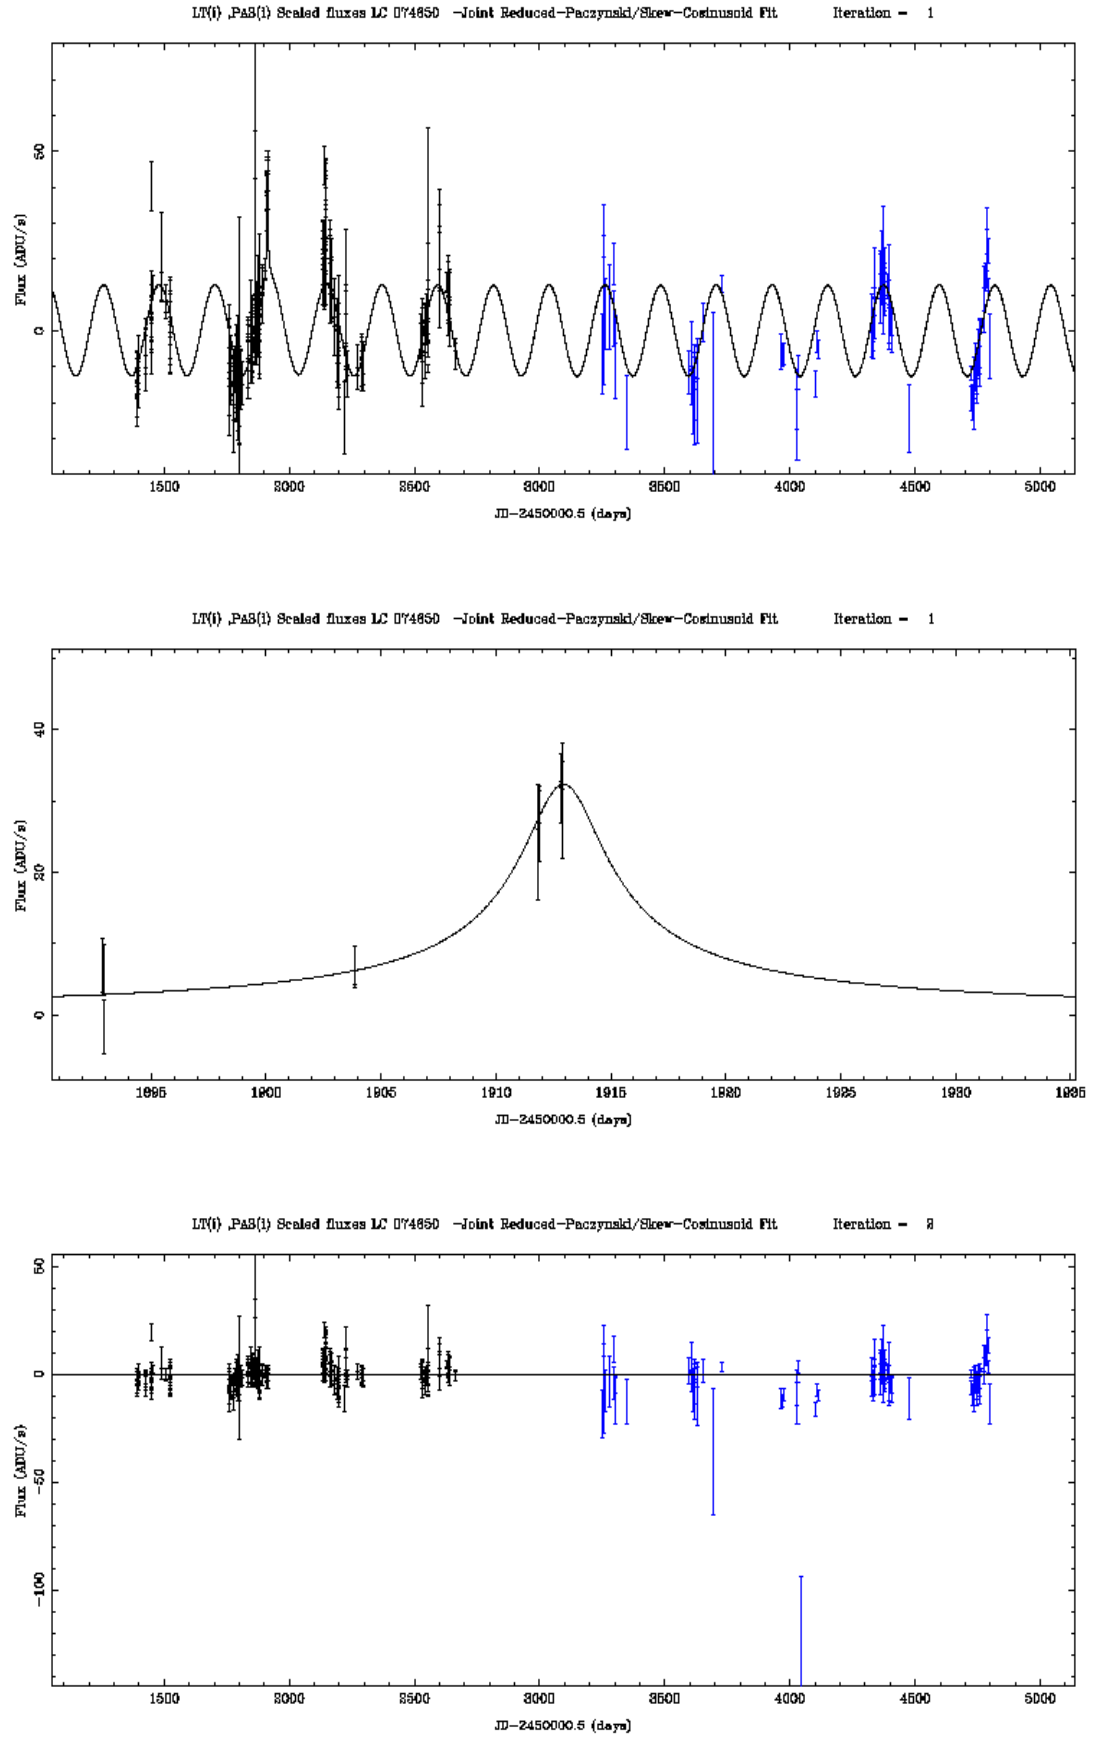 LT(i) ,PAS(i) Scaled fluxes LC 074650 -Joint Reduced-Paczynski/Skew-Cosinusoid Fit Iteration = 1
50
0
Flux (ADU/s)
1500 2000 2500 3000 3500 4000 4500 5000
JD-2450000.5 (days)
LT(i) ,PAS(i) Scaled fluxes LC 074650 -Joint Reduced-Paczynski/Skew-Cosinusoid Fit Iteration = 1
40
20
0
Flux (ADU/s)
1895 1900 1905 1910 1915 1920 1925 1930 1935
JD-2450000.5 (days)
LT(i) ,PAS(i) Scaled fluxes LC 074650 -Joint Reduced-Paczynski/Skew-Cosinusoid Fit Iteration = 2
50
0
-50
-100
Flux (ADU/s)
1500 2000 2500 3000 3500 4000 4500 5000
JD-2450000.5 (days)